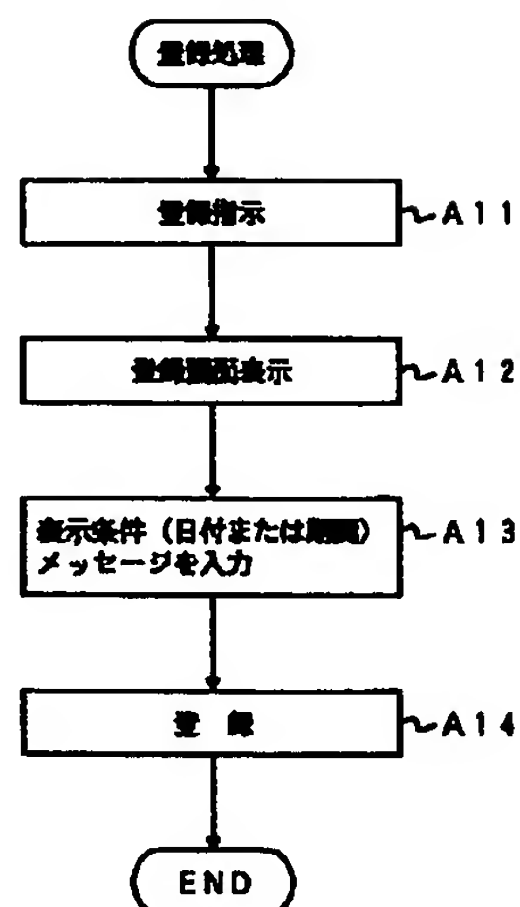 登録処理
登録指示
A11
登録画面表示
A12
表示条件（日付または期間）
メッセージを入力
A13
登 録
A14
END